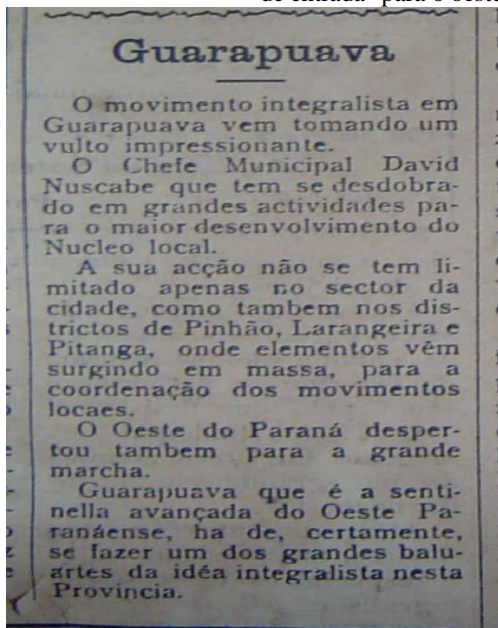 de entrada" para o oeste
Guarapuava
O movimento integralista em
Guarapuava vem tomando um
vulto impressionante.
O Chefe Municipal David
Nuscabe que tem se desdobra-
do em grandes actividades pa-
ra o maior desenvolvimento do
Nucleo local.
A sua acção não se tem li-
mitado apenas no sector da
cidade, como tambem nos dis-
trictos de Pinhão, Larangeira e
Pitanga, onde elementos vêm
surgindo em massa, para a
coordenação dos movimentos
locaes.
O Oeste do Paraná desper-
tou tambem para a grande
marcha.
Guarapuava que é a senti-
nella avançada do Oeste Pa-
ranáense, ha de, certamente,
se fazer um dos grandes balu-
artes da idéa integralista nesta
Provincia.